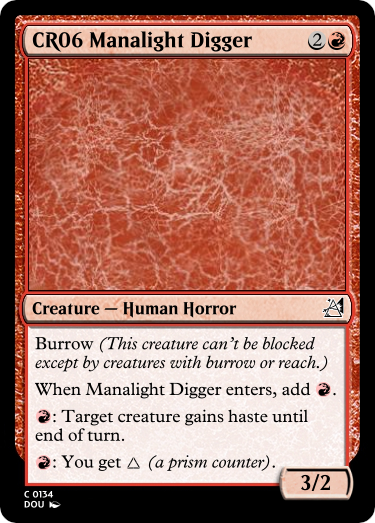 CR06 Manalight Digger 2
Creature — Human Horror
Burrow (This creature can't be blocked
except by creatures with burrow or reach.)
When Manalight Digger enters, add .
: Target creature gains haste until
end of turn.
: You get △ (a prism counter).
3/2
C 0134
DOU